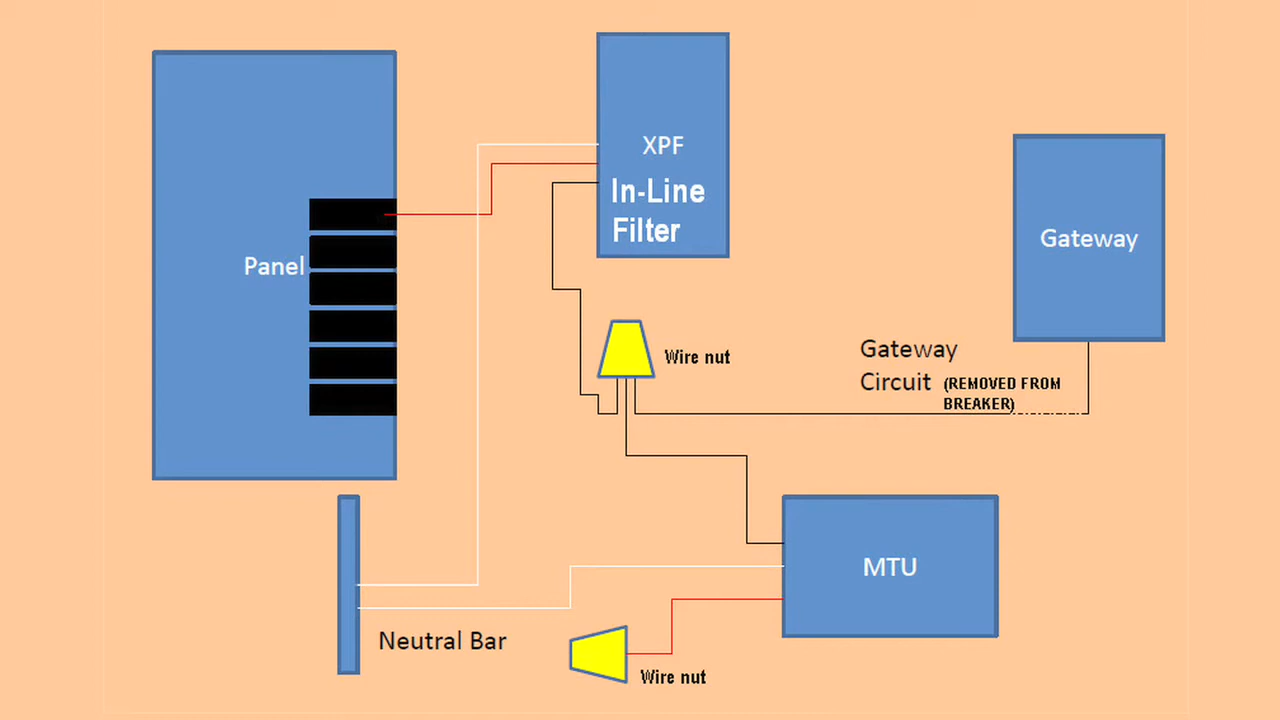 XPF
In-Line
Filter
Gateway
Panel
Wire nut
Gateway
Circuit
(REMOVED FROM
BREAKER)
MTU
Neutral Bar
Wire nut